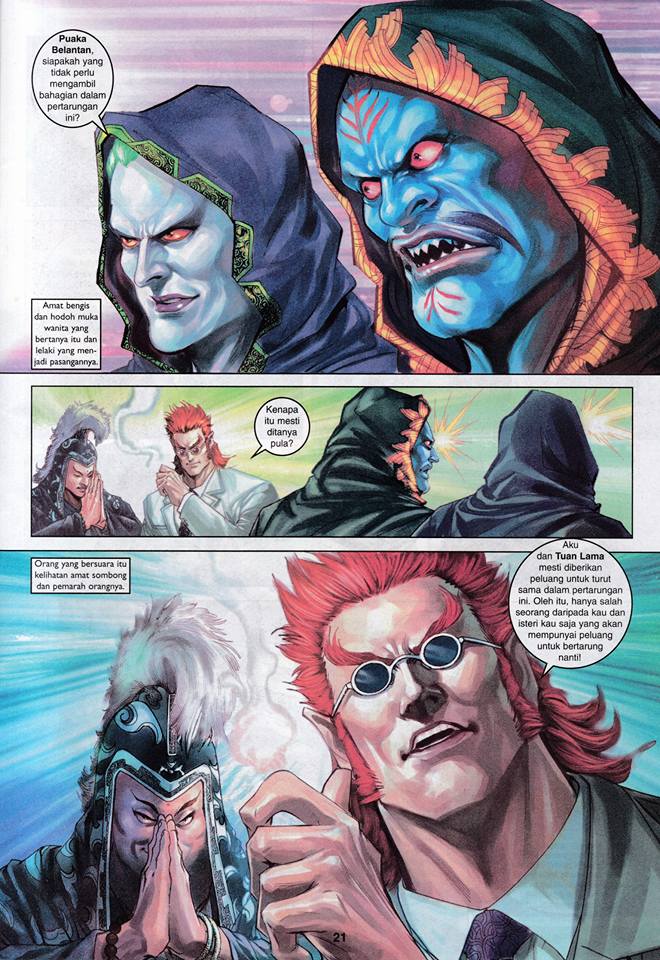 Puaka
Belantan,
siapakah yang
tidak perlu
mengambil
bahagian dalam
pertarungan
ini?
Amat bengis
dan hodoh muka
wanita yang
bertanya itu dan
lelaki yang men-
jadi pasangannya.
Kenapa
itu mesti
ditanya
pula?
Orang yang bersuara itu
kelihatan amat sombong
dan pemarah orangnya.
Aku
dan Tuan Lama
mesti diberikan
peluang untuk turut
sama dalam pertarungan
ini. Oleh itu, hanya salah
seorang daripada kau dan
isteri kau saja yang akan
mempunyai peluang
untuk bertarung
nanti!
21